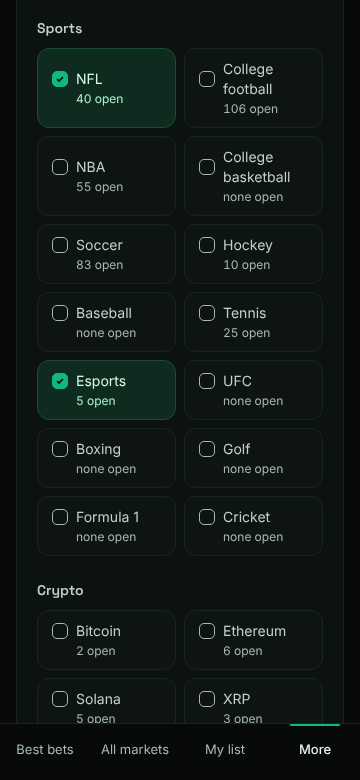 Sports
NFL
40 open
College
football
106 open
NBA
55 open
College
basketball
none open
Soccer
83 open
Hockey
10 open
Baseball
none open
Tennis
25 open
Esports
5 open
UFC
none open
Boxing
none open
Golf
none open
Formula 1
none open
Cricket
none open
Crypto
Bitcoin
2 open
Ethereum
6 open
Solana
5 open
XRP
3 open
Best bets
All markets
My list
More